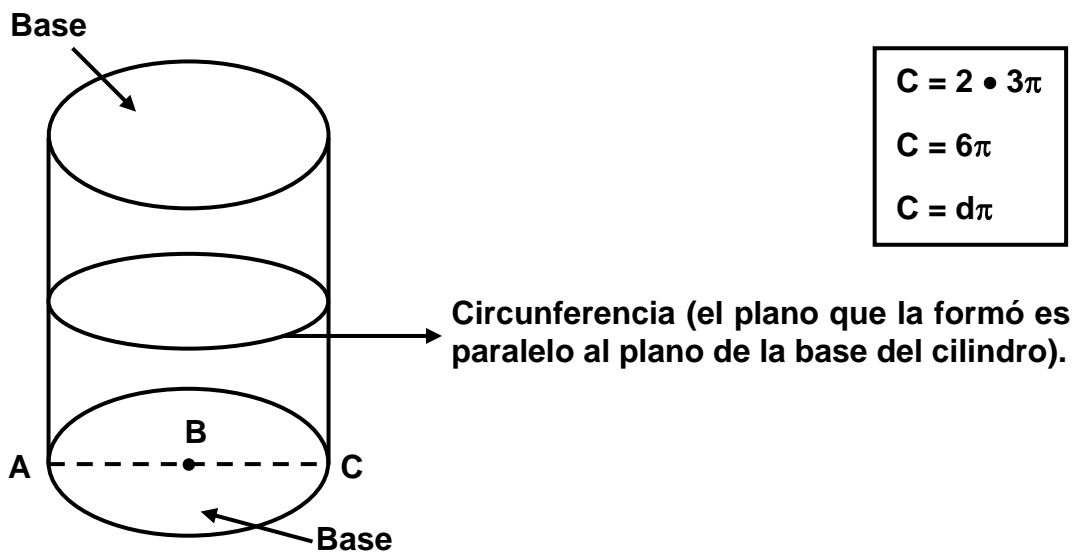 Base
C = 2 • 3π
C = 6π
C = dπ
Circunferencia (el plano que la formó es
paralelo al plano de la base del cilindro).
B
A
C
Base